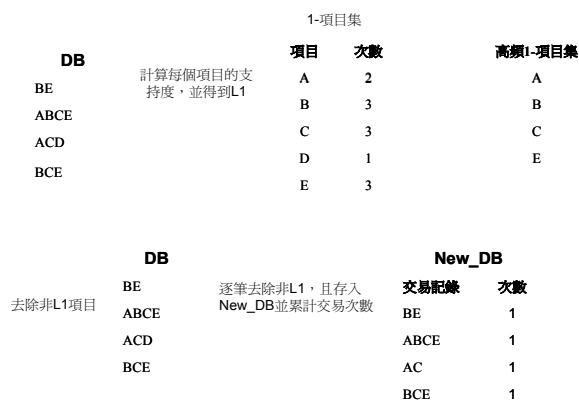 1-項目集
DB
BE
ABCE
ACD
BCE
計算每個項目的支
持度，並得到L1
項目 次數
A 2
B 3
C 3
D 1
E 3
高頻1-項目集
A
B
C
E
去除非L1項目
DB
BE
ABCE
ACD
BCE
逐筆去除非L1，且存入
New_DB並累計交易次數
New_DB
交易記錄 次數
BE 1
ABCE 1
AC 1
BCE 1